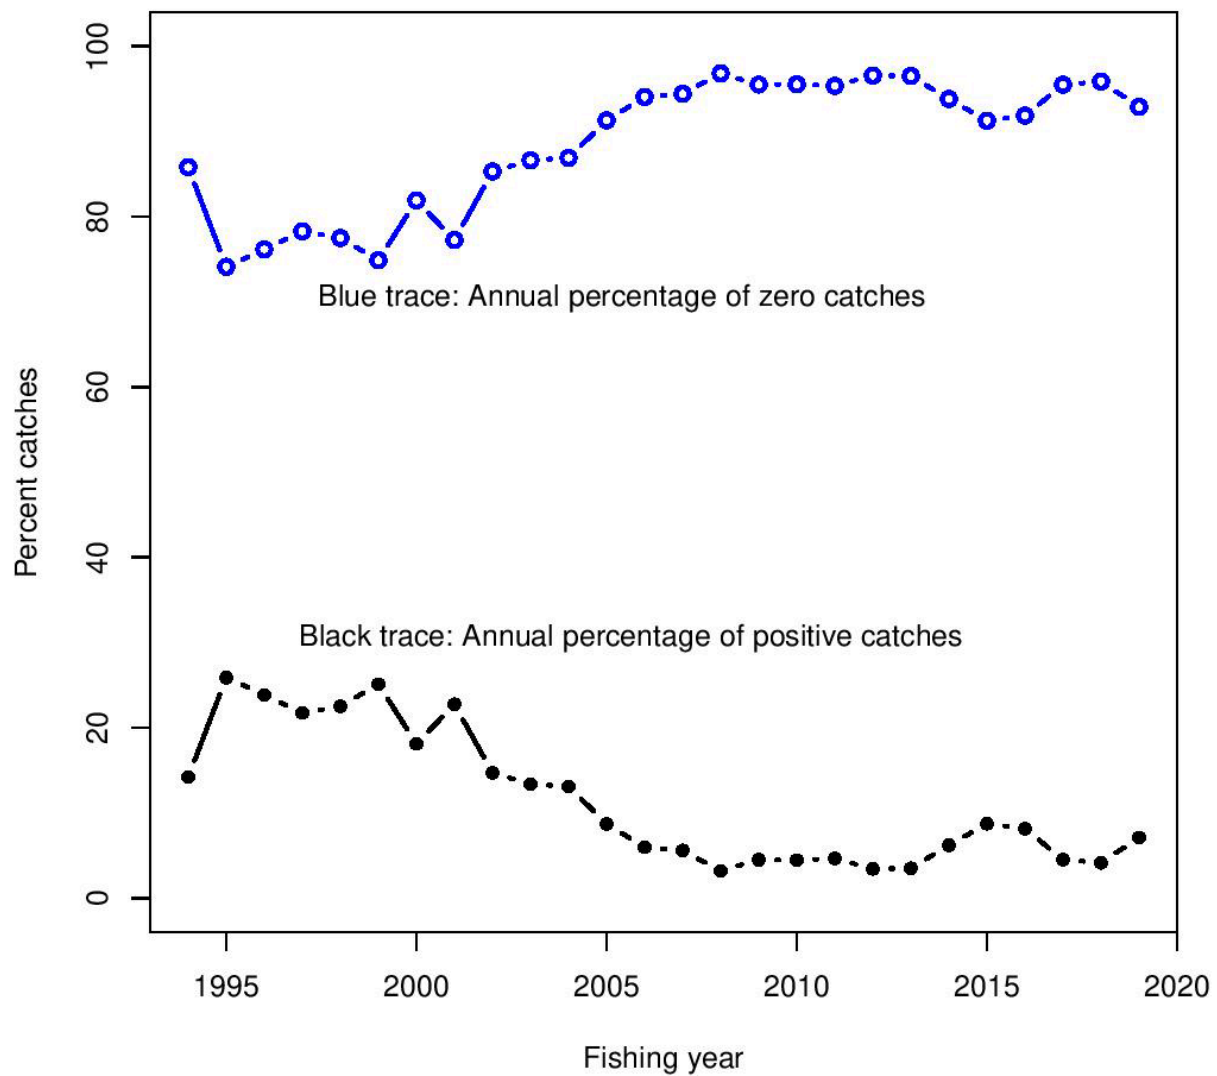 100
80
60
40
20
0
Percent catches
Blue trace: Annual percentage of zero catches
Black trace: Annual percentage of positive catches
1995 2000 2005 2010 2015 2020
Fishing year